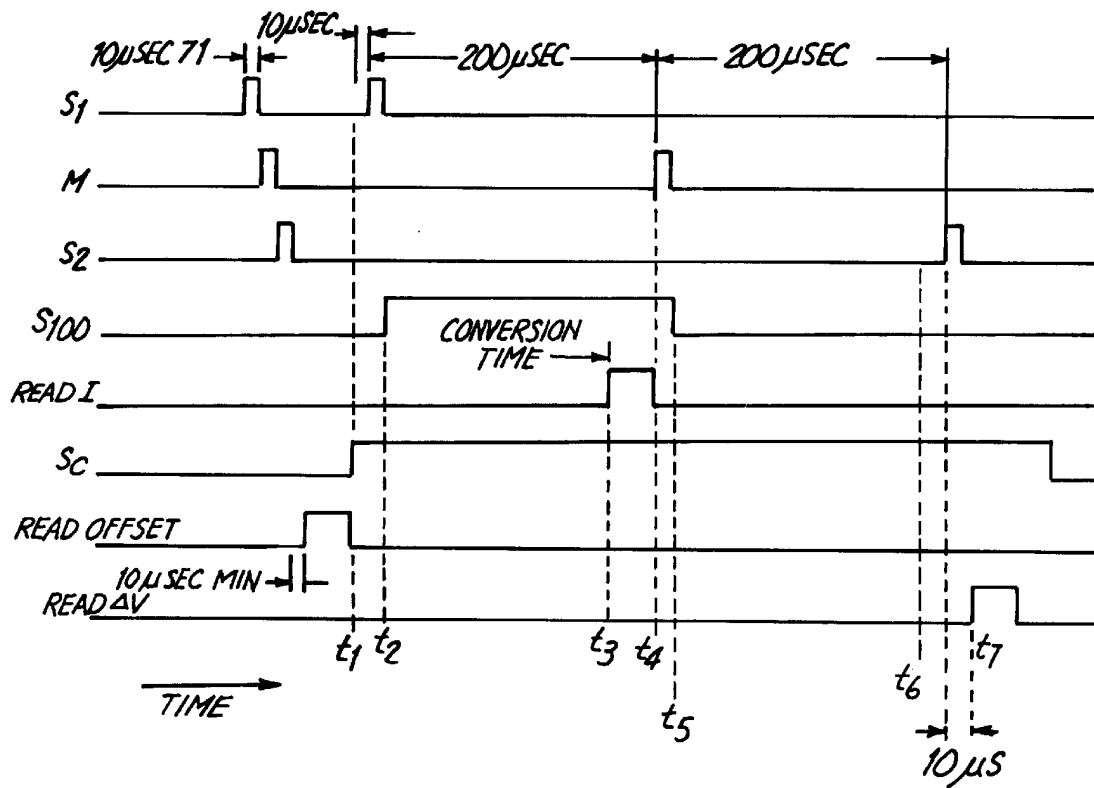 10μSEC
10μSEC 71
200μSEC
200μSEC
S1
M
S2
S100
CONVERSION
TIME
READ I
SC
READ OFFSET
10μSEC MIN
READ ΔV
t1
t2
t3
t4
t5
t6
t7
TIME
10μS